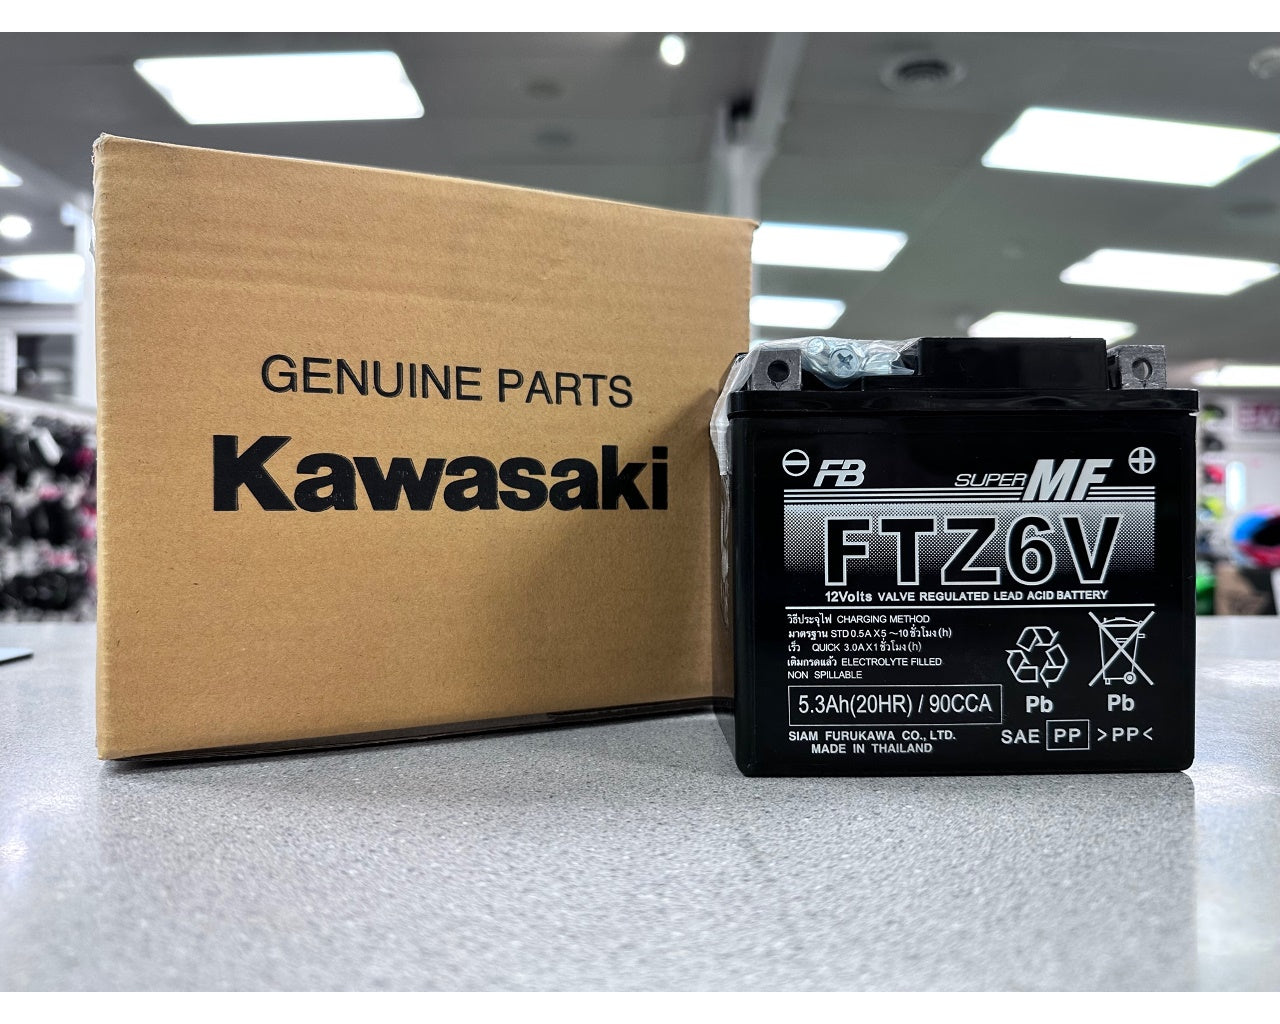 GENUINE PARTS
Kawasaki
FB SUPER MF
FTZ6V
12Volts VALVE REGULATED LEAD ACID BATTERY
วิธีประจุไฟ CHARGING METHOD
มาตรฐาน STD 0.5A X 5 ~ 10 ชั่วโมง (h)
เร็ว QUICK 3.0A X 1 ชั่วโมง (h)
เติมกรดแล้ว ELECTROLYTE FILLED
NON SPILLABLE
5.3Ah(20HR) / 90CCA
Pb Pb
SIAM FURUKAWA CO., LTD.
MADE IN THAILAND
SAE PP >PP<